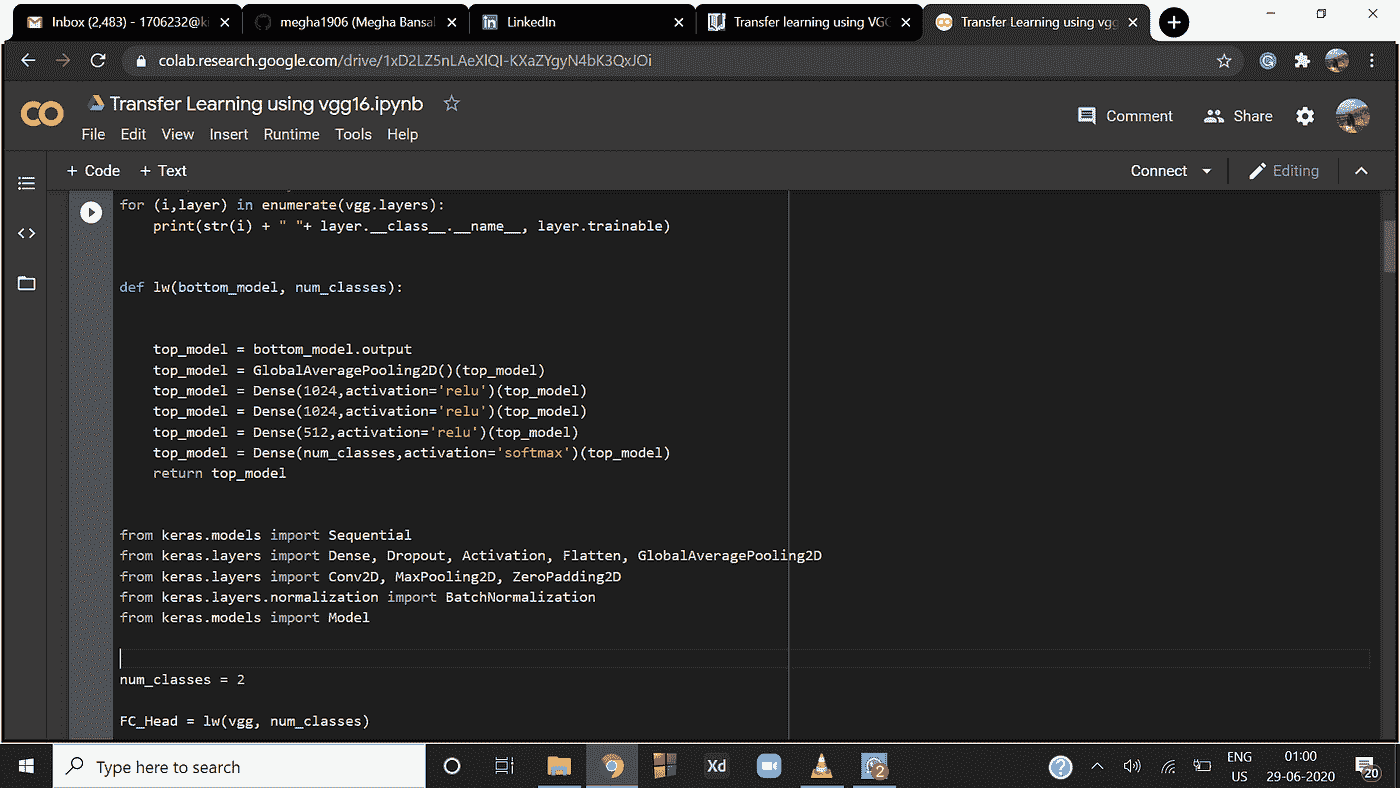 Inbox (2,483) - 1706232@ki
megha1906 (Megha Bansal
LinkedIn
Transfer learning using VGG
Transfer Learning using vgg
colab.research.google.com/drive/1xD2LZ5nLAeXlQI-KXaZYgyN4bK3QxJOi
Transfer Learning using vgg16.ipynb
Comment
Share
File Edit View Insert Runtime Tools Help
+ Code + Text
Connect
Editing
for (i,layer) in enumerate(vgg.layers):
    print(str(i) + " "+ layer.__class__.__name__, layer.trainable)
def lw(bottom_model, num_classes):
    top_model = bottom_model.output
    top_model = GlobalAveragePooling2D()(top_model)
    top_model = Dense(1024,activation='relu')(top_model)
    top_model = Dense(1024,activation='relu')(top_model)
    top_model = Dense(512,activation='relu')(top_model)
    top_model = Dense(num_classes,activation='softmax')(top_model)
    return top_model
from keras.models import Sequential
from keras.layers import Dense, Dropout, Activation, Flatten, GlobalAveragePooling2D
from keras.layers import Conv2D, MaxPooling2D, ZeroPadding2D
from keras.layers.normalization import BatchNormalization
from keras.models import Model
num_classes = 2
FC_Head = lw(vgg, num_classes)
Type here to search
Xd
2
ENG
US
01:00
29-06-2020
20